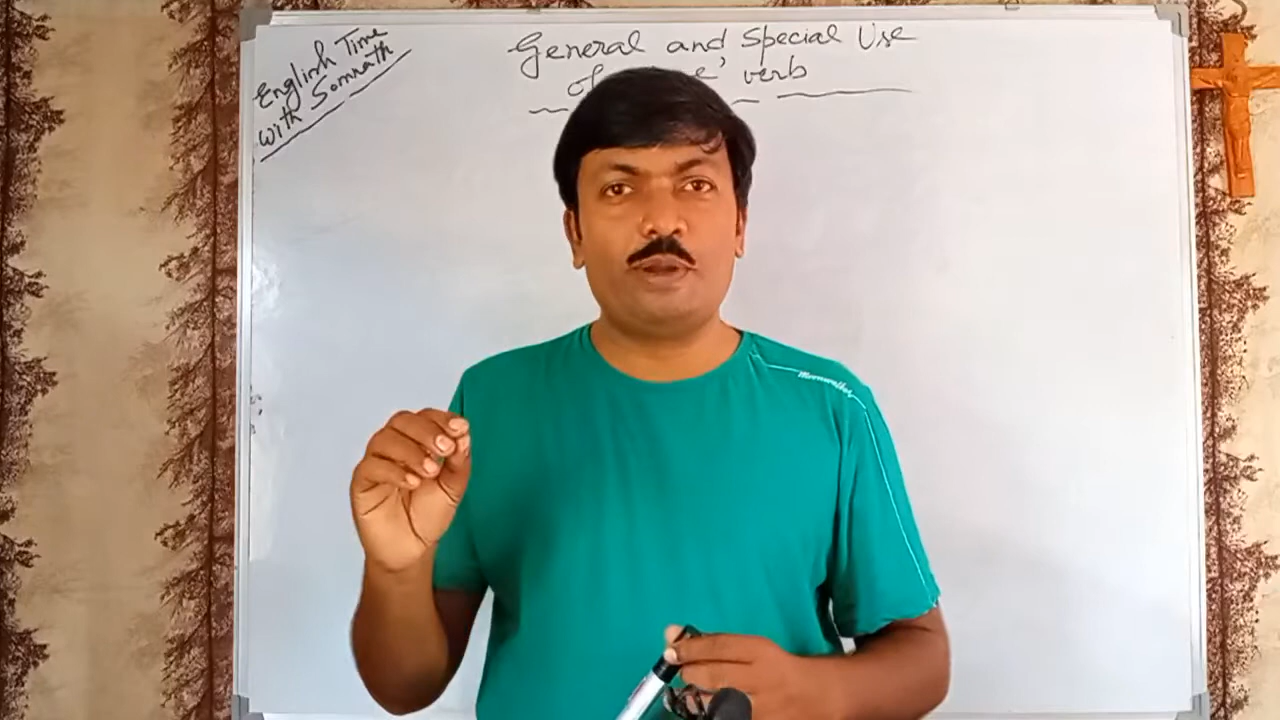 English Time
with Somnath
General and Special Use
of verb